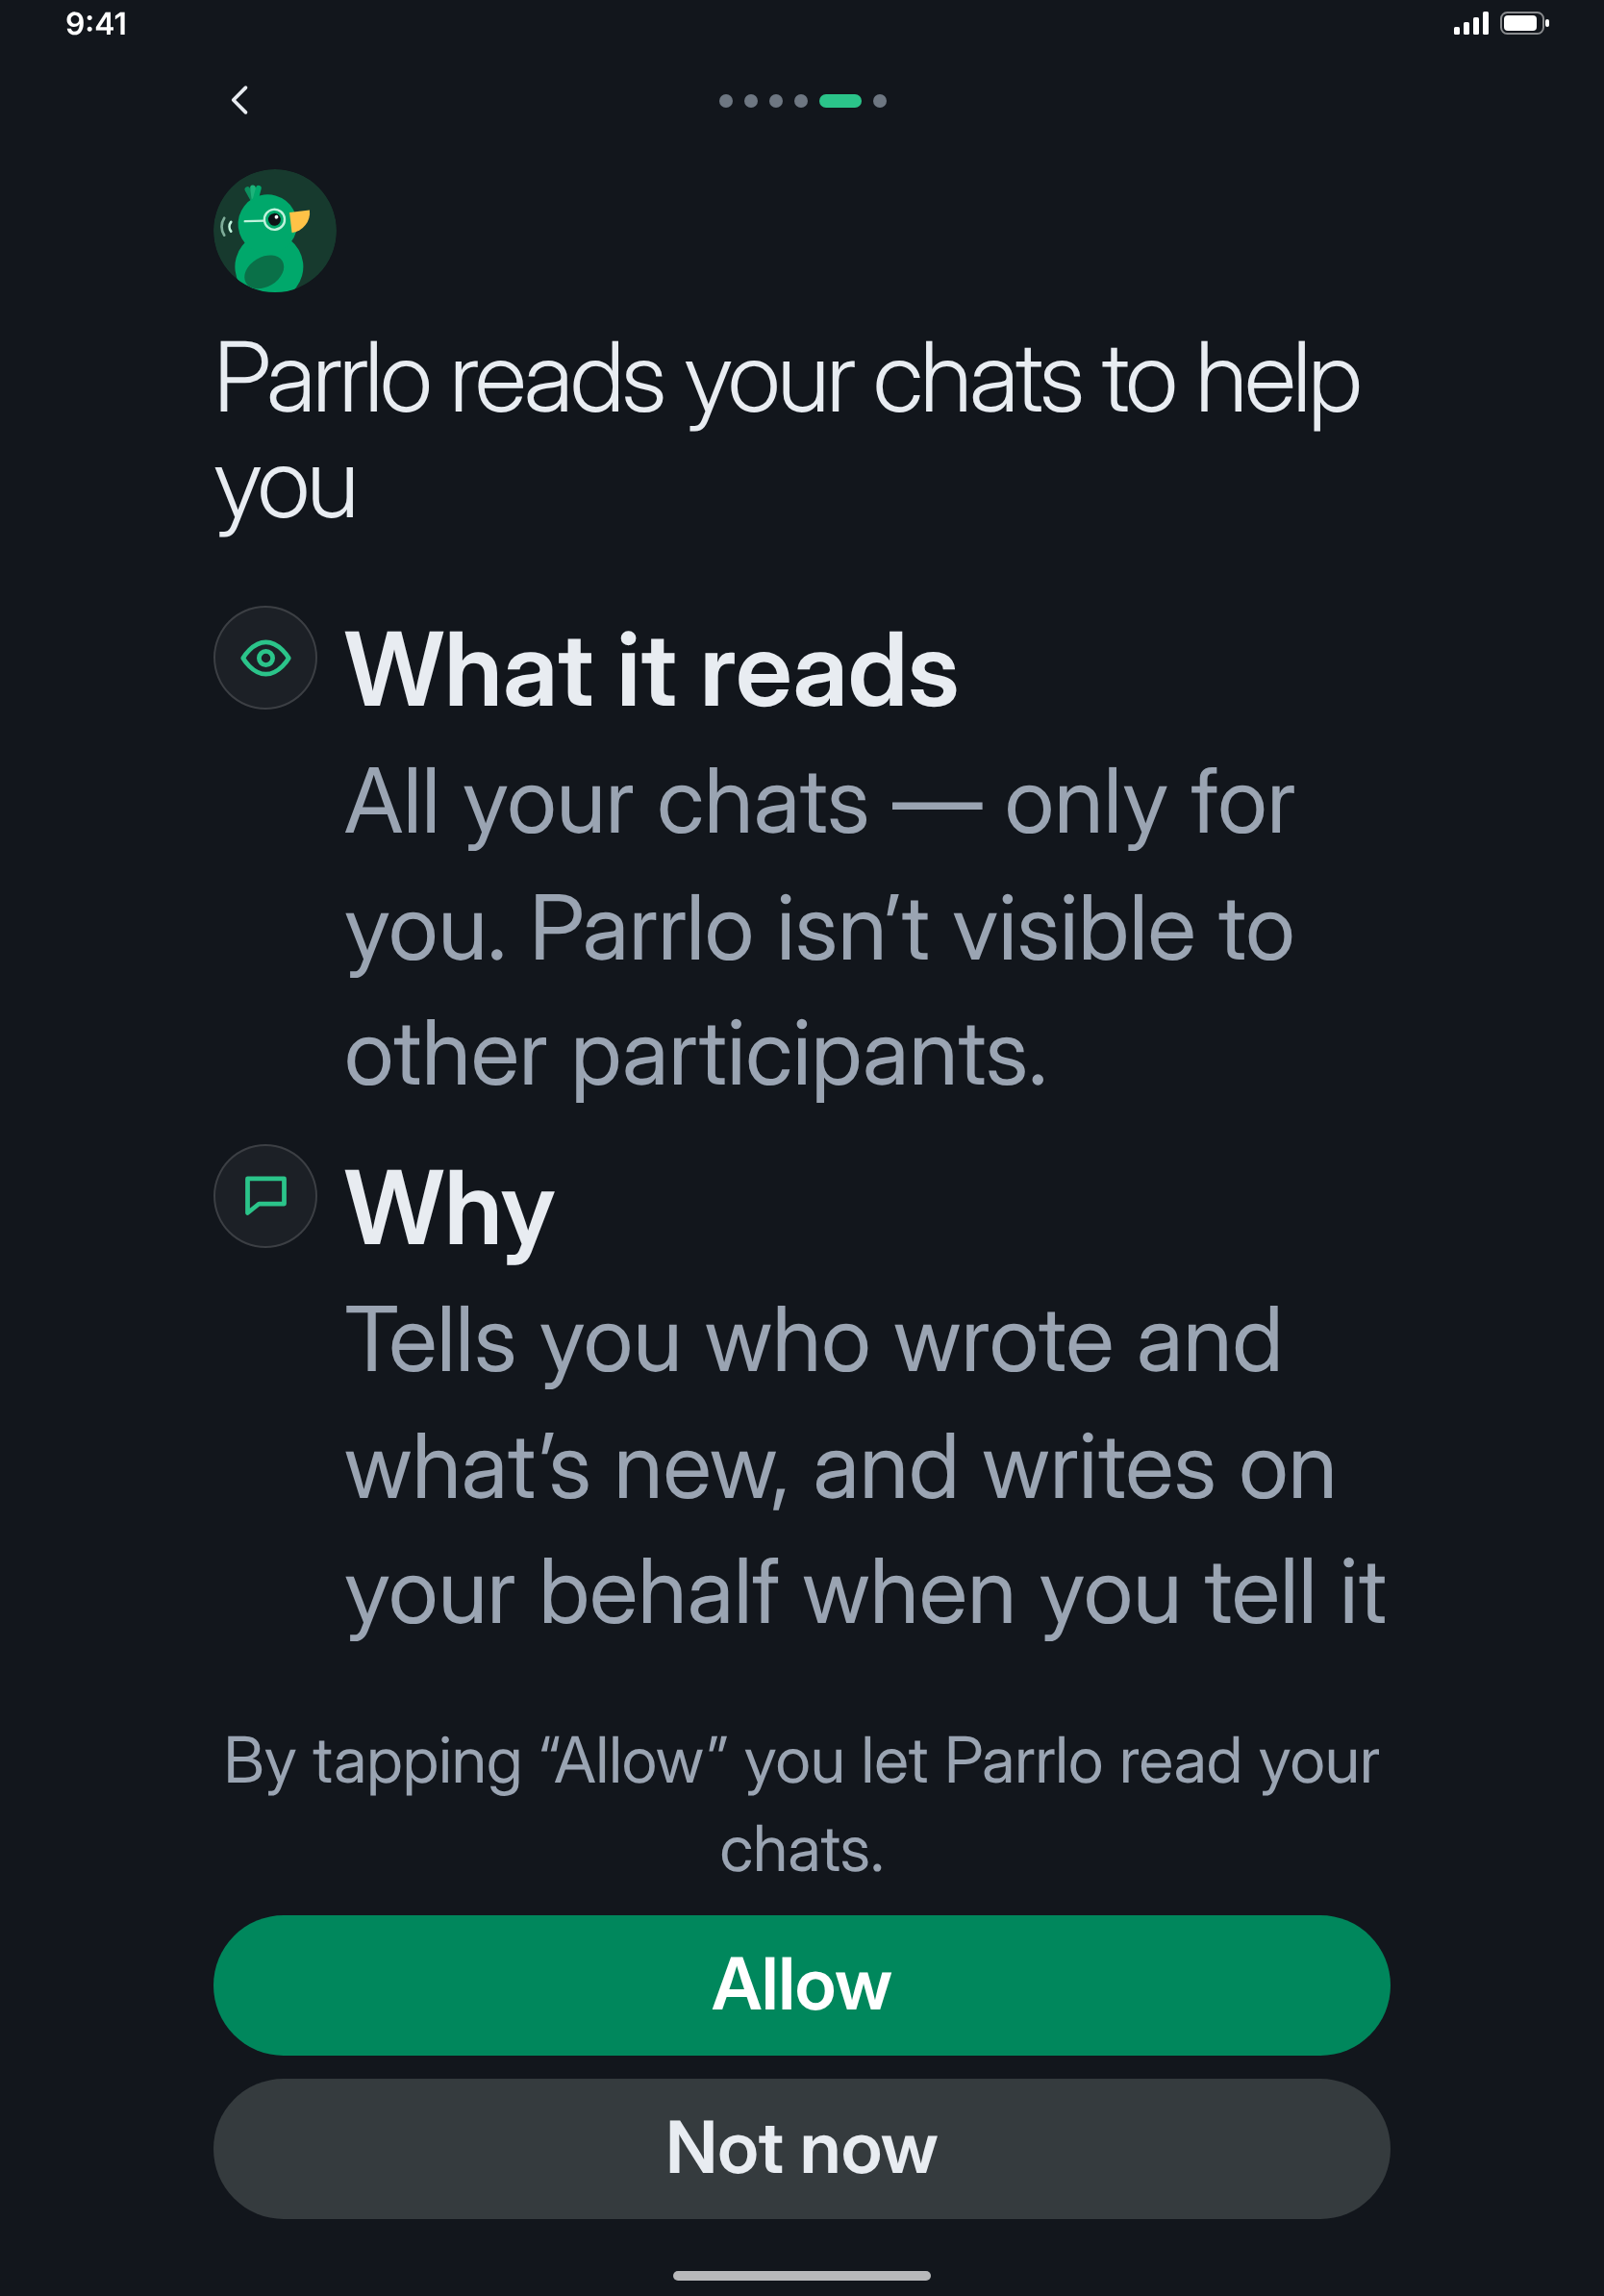 9:41
Parrlo reads your chats to help
you
What it reads
All your chats — only for
you. Parrlo isn’t visible to
other participants.
Why
Tells you who wrote and
what’s new, and writes on
your behalf when you tell it
By tapping “Allow” you let Parrlo read your
chats.
Allow
Not now